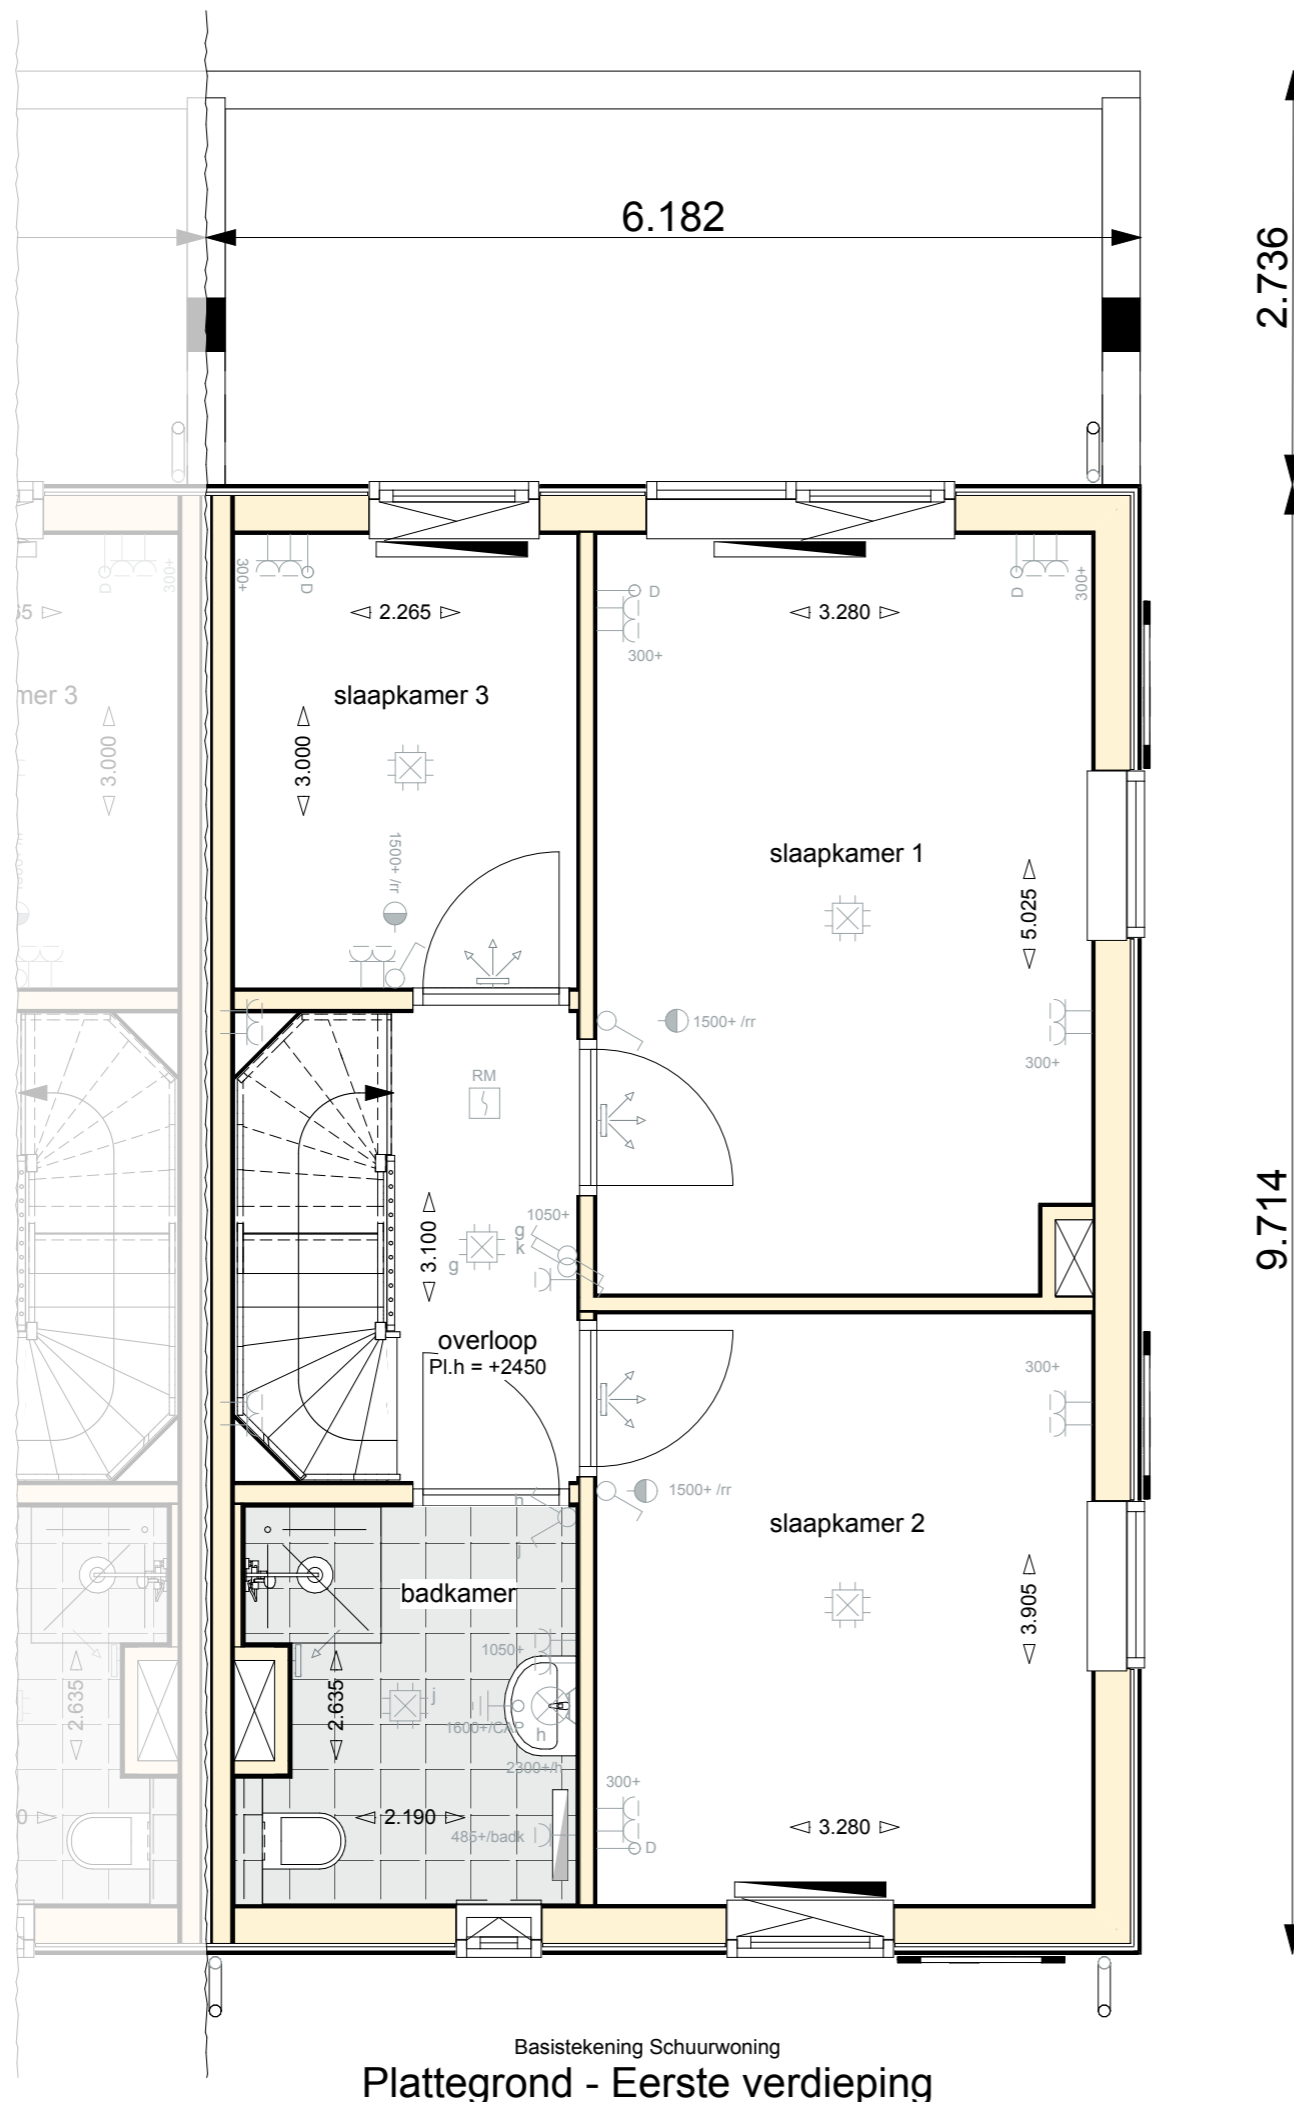 6.182
2.736
300+
D
300+
D
2.265
D
300+
3.280
D
300+
slaapkamer 3
mer 3
3.000
3.000
1500+ /rr
slaapkamer 1
5.025
1500+ /rr
300+
RM
3.100
g
1050+
g
k
9.714
overloop
Pl.h = +2450
300+
1500+ /rr
slaapkamer 2
h
j
badkamer
3.905
1050+
2.635
2.635
j
1600+/CAP
h
2300+/h
300+
D
2.190
485+/badk
3.280
Basistekening Schuurwoning
Plattegrond - Eerste verdieping